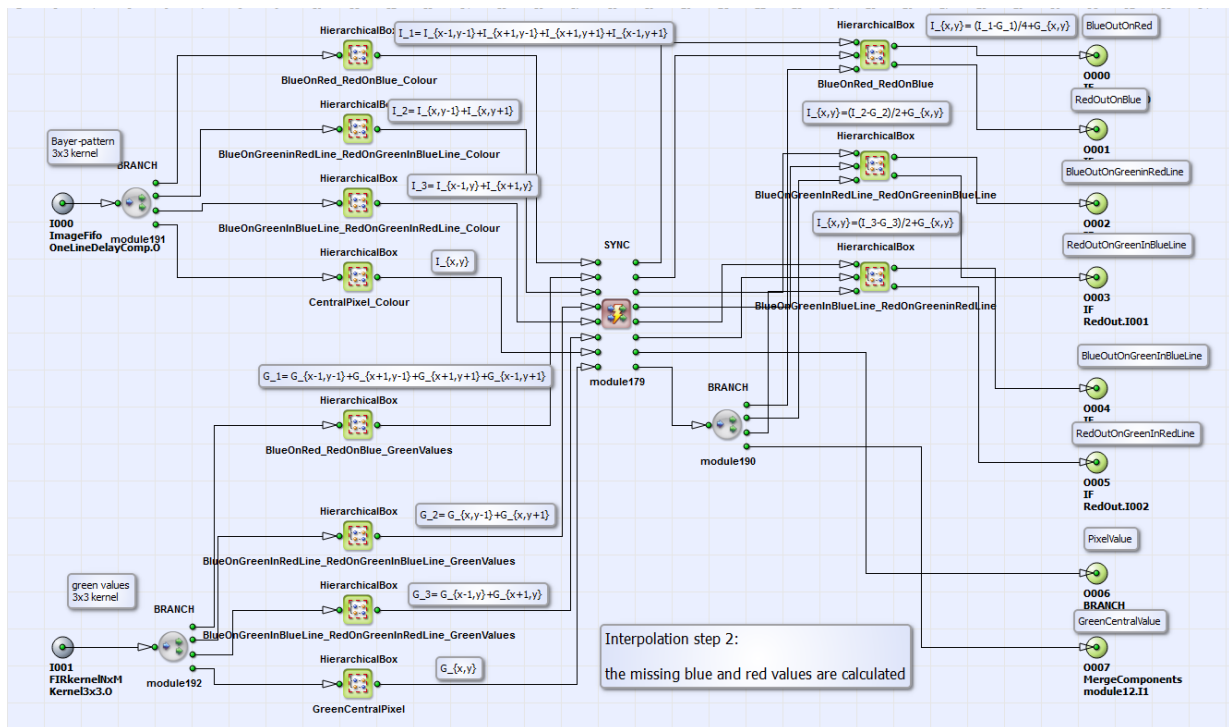 HierarchicalBox
I_1= I_{x-1,y-1}+I_{x+1,y-1}+I_{x+1,y+1}+I_{x-1,y+1}
BlueOnRed_RedOnBlue_Colour
HierarchicalBox
I_2= I_{x,y-1}+I_{x,y+1}
BlueOnGreeninRedLine_RedOnGreenInBlueLine_Colour
Bayer-pattern
3x3 kernel
BRANCH
I000
ImageFifo
OneLineDelayComp.O
module191
HierarchicalBox
I_3= I_{x-1,y}+I_{x+1,y}
BlueOnGreenInBlueLine_RedOnGreenInRedLine_Colour
HierarchicalBox
I_{x,y}
CentralPixel_Colour
G_1= G_{x-1,y-1}+G_{x+1,y-1}+G_{x+1,y+1}+G_{x-1,y+1}
HierarchicalBox
BlueOnRed_RedOnBlue_GreenValues
HierarchicalBox
G_2= G_{x,y-1}+G_{x,y+1}
BlueOnGreenInRedLine_RedOnGreenInBlueLine_GreenValues
green values
3x3 kernel
BRANCH
I001
FIRkernelNxM
Kernel3x3.O
module192
HierarchicalBox
G_3= G_{x-1,y}+G_{x+1,y}
BlueOnGreenInBlueLine_RedOnGreenInRedLine_GreenValues
HierarchicalBox
G_{x,y}
GreenCentralPixel
SYNC
module179
BRANCH
module190
HierarchicalBox
I_{x,y}= (I_1-G_1)/4+G_{x,y}
BlueOnRed_RedOnBlue
I_{x,y}=(I_2-G_2)/2+G_{x,y}
HierarchicalBox
BlueOnGreenInRedLine_RedOnGreeninBlueLine
I_{x,y}=(I_3-G_3)/2+G_{x,y}
HierarchicalBox
BlueOnGreenInBlueLine_RedOnGreeninRedLine
BlueOutOnRed
O000
IF
RedOutOnBlue
O001
IF
BlueOutOnGreeninRedLine
O002
IF
RedOutOnGreenInBlueLine
O003
IF
RedOut.I001
BlueOutOnGreenInBlueLine
O004
IF
RedOutOnGreenInRedLine
O005
IF
RedOut.I002
PixelValue
O006
BRANCH
GreenCentralValue
O007
MergeComponents
module12.I1
Interpolation step 2:
the missing blue and red values are calculated